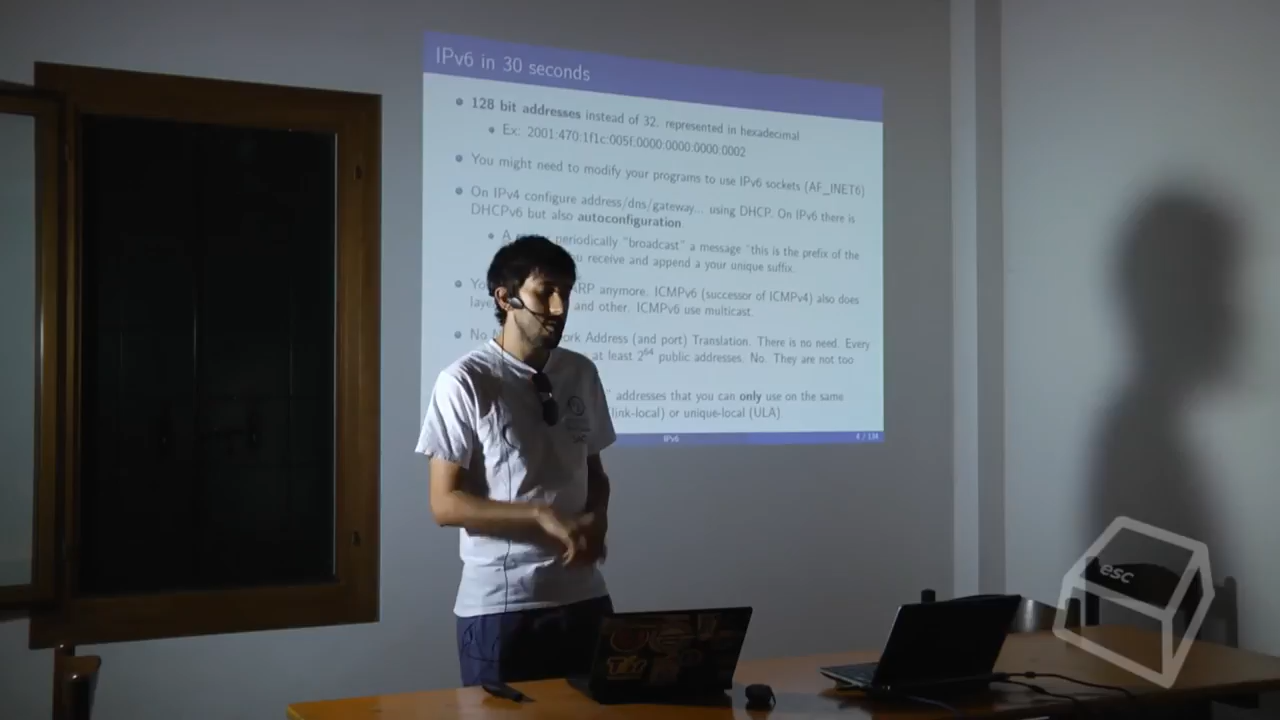 IPv6 in 30 seconds
128 bit addresses instead of 32. represented in hexadecimal
Ex: 2001:470:1f1c:005f:0000:0000:0000:0002
You might need to modify your programs to use IPv6 sockets (AF_INET6)
On IPv4 configure address/dns/gateway... using DHCP. On IPv6 there is
DHCPv6 but also autoconfiguration
A periodically "broadcast" a message "this is the prefix of the
you receive and append a your unique suffix.
ARP anymore. ICMPv6 (successor of ICMPv4) also does
and other. ICMPv6 use multicast.
No Address (and port) Translation. There is no need. Every
at least 2^64 public addresses. No. They are not too
" addresses that you can only use on the same
(link-local) or unique-local (ULA)
IPv6
esc